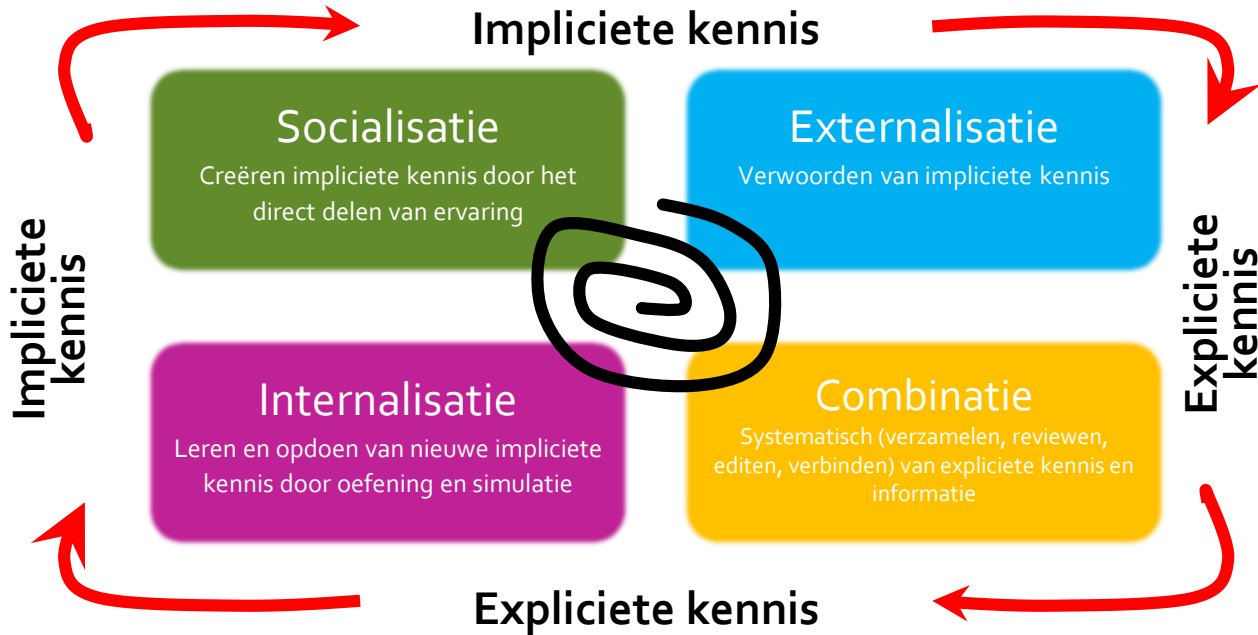 Impliciete kennis
Socialisatie
Creëren impliciete kennis door het
direct delen van ervaring
Externalisatie
Verwoorden van impliciete kennis
Impliciete
kennis
Expliciete
kennis
Internalisatie
Leren en opdoen van nieuwe impliciete
kennis door oefening en simulatie
Combinatie
Systematisch (verzamelen, reviewen,
editen, verbinden) van expliciete kennis en
informatie
Expliciete kennis